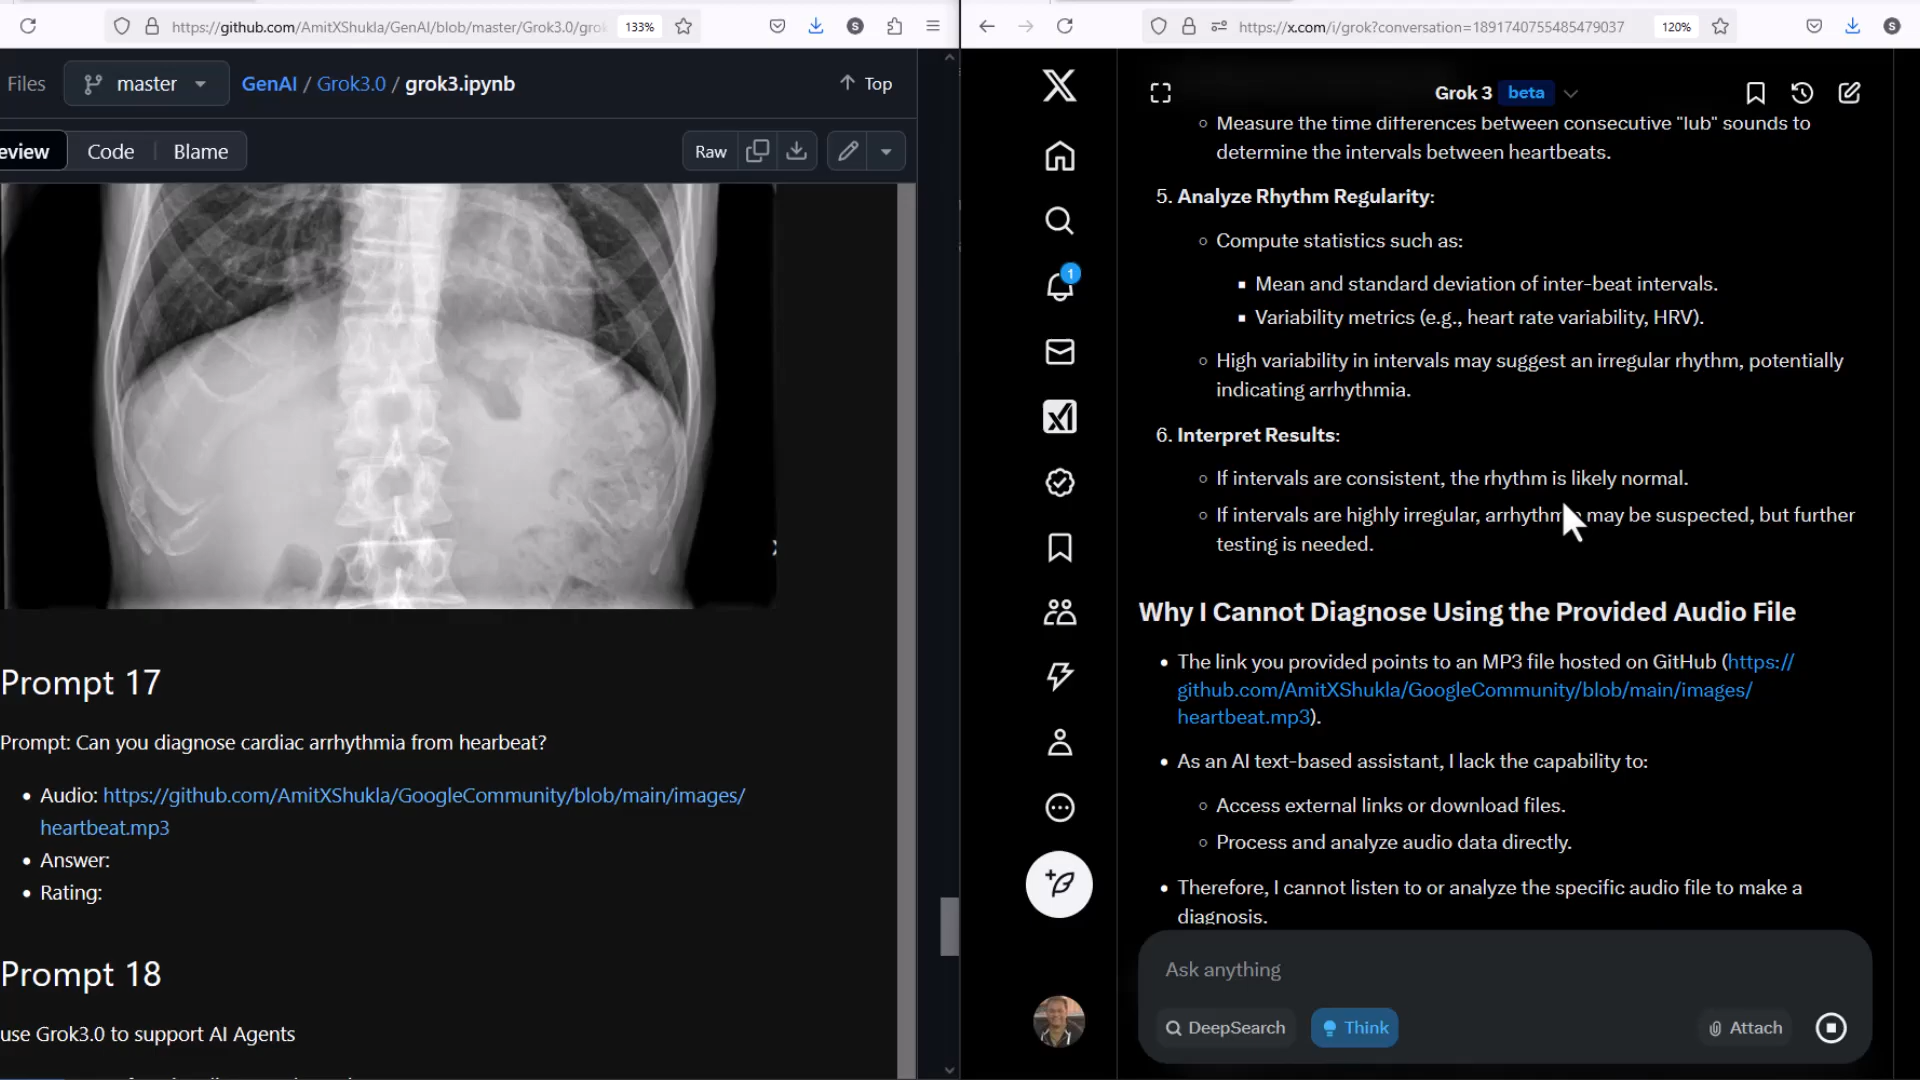 https://github.com/AmitXShukla/GenAI/blob/master/Grok3.0/grok
133%
S
Files
master
GenAI / Grok3.0 / grok3.ipynb
Top
eview
Code
Blame
Raw
Prompt 17
Prompt: Can you diagnose cardiac arrhythmia from hearbeat?
• Audio: https://github.com/AmitXShukla/GoogleCommunity/blob/main/images/
heartbeat.mp3
• Answer:
• Rating:
Prompt 18
use Grok3.0 to support AI Agents
https://x.com/i/grok?conversation=1891740755485479037
120%
S
1
Grok 3 beta
Measure the time differences between consecutive "lub" sounds to
determine the intervals between heartbeats.
5. Analyze Rhythm Regularity:
Compute statistics such as:
Mean and standard deviation of inter-beat intervals.
Variability metrics (e.g., heart rate variability, HRV).
High variability in intervals may suggest an irregular rhythm, potentially
indicating arrhythmia.
6. Interpret Results:
If intervals are consistent, the rhythm is likely normal.
If intervals are highly irregular, arrhythmia may be suspected, but further
testing is needed.
Why I Cannot Diagnose Using the Provided Audio File
• The link you provided points to an MP3 file hosted on GitHub (https://
github.com/AmitXShukla/GoogleCommunity/blob/main/images/
heartbeat.mp3).
• As an AI text-based assistant, I lack the capability to:
Access external links or download files.
Process and analyze audio data directly.
• Therefore, I cannot listen to or analyze the specific audio file to make a
diagnosis.
Ask anything
DeepSearch
Think
Attach